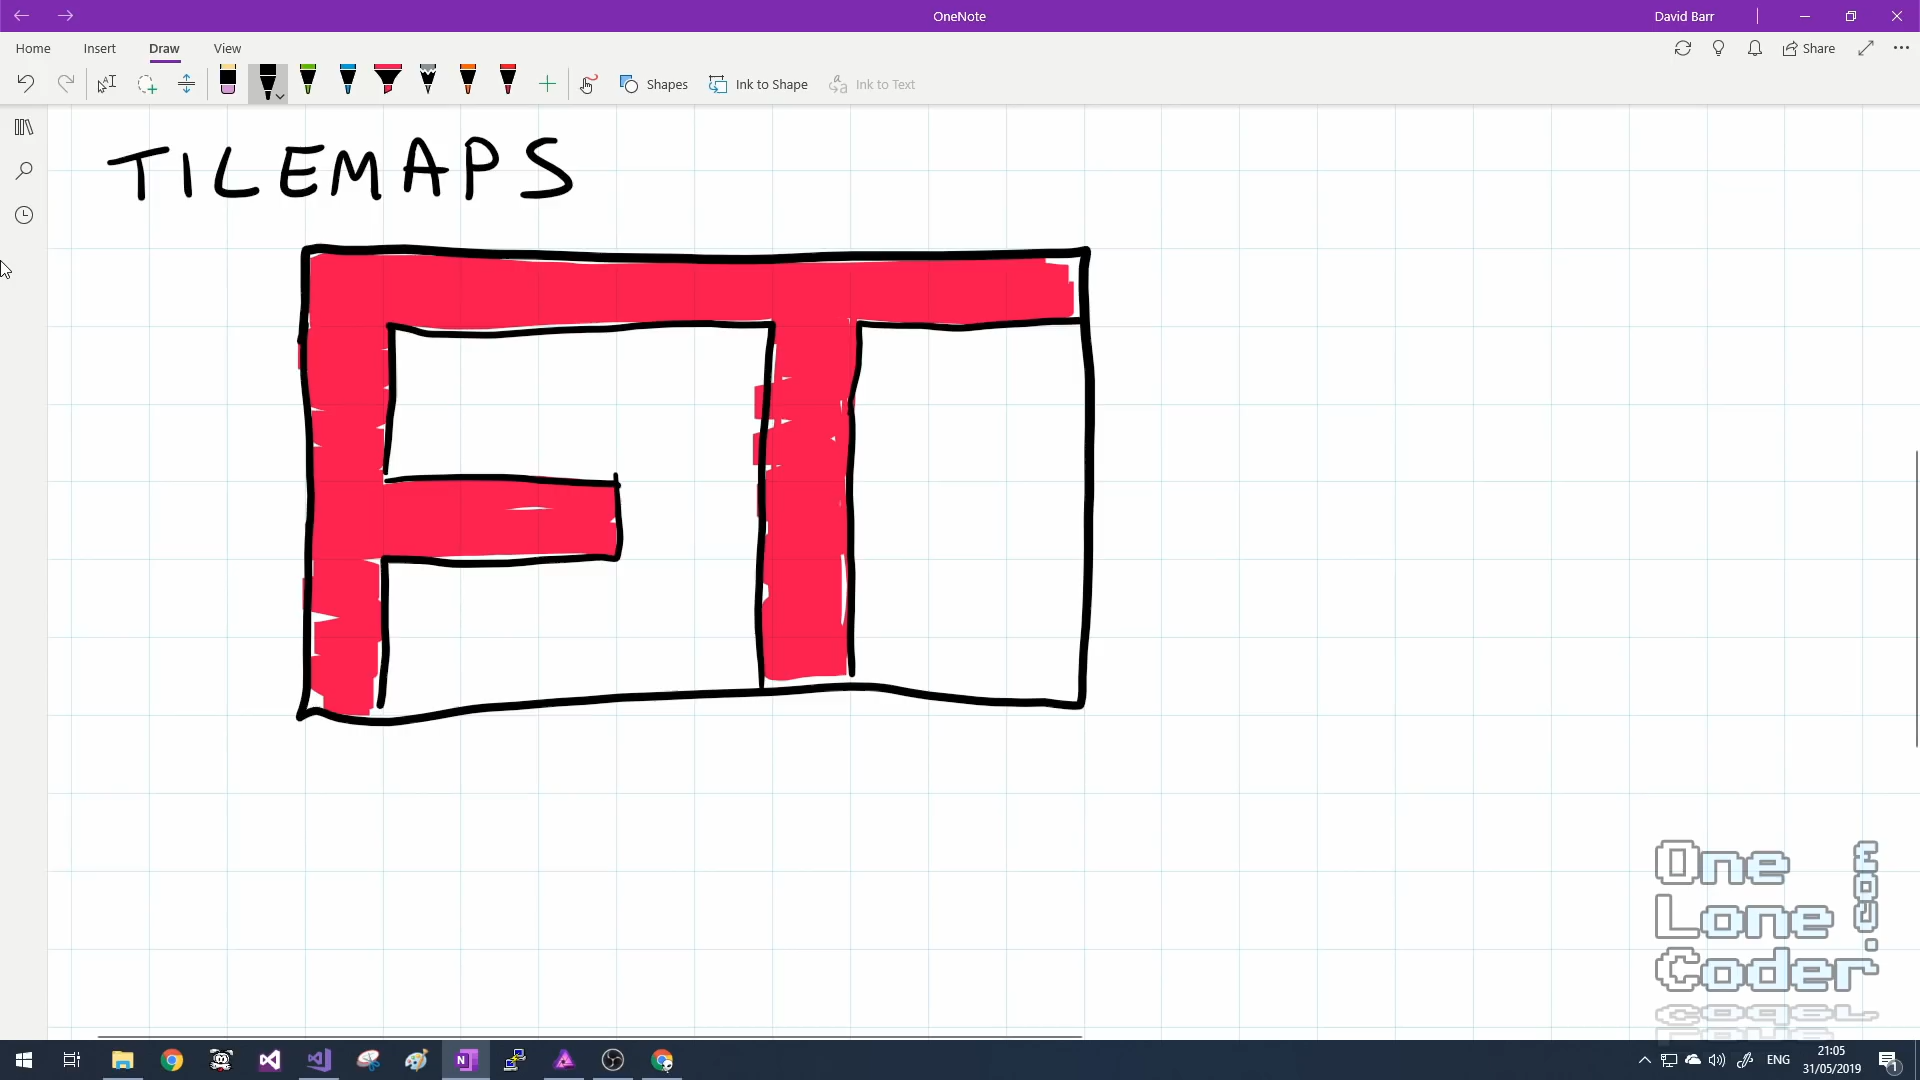 OneNote
David Barr
Home Insert Draw View
Share
Shapes Ink to Shape Ink to Text
TILEMAPS
One
Lone
Coder
.com
ENG
21:05
31/05/2019
1